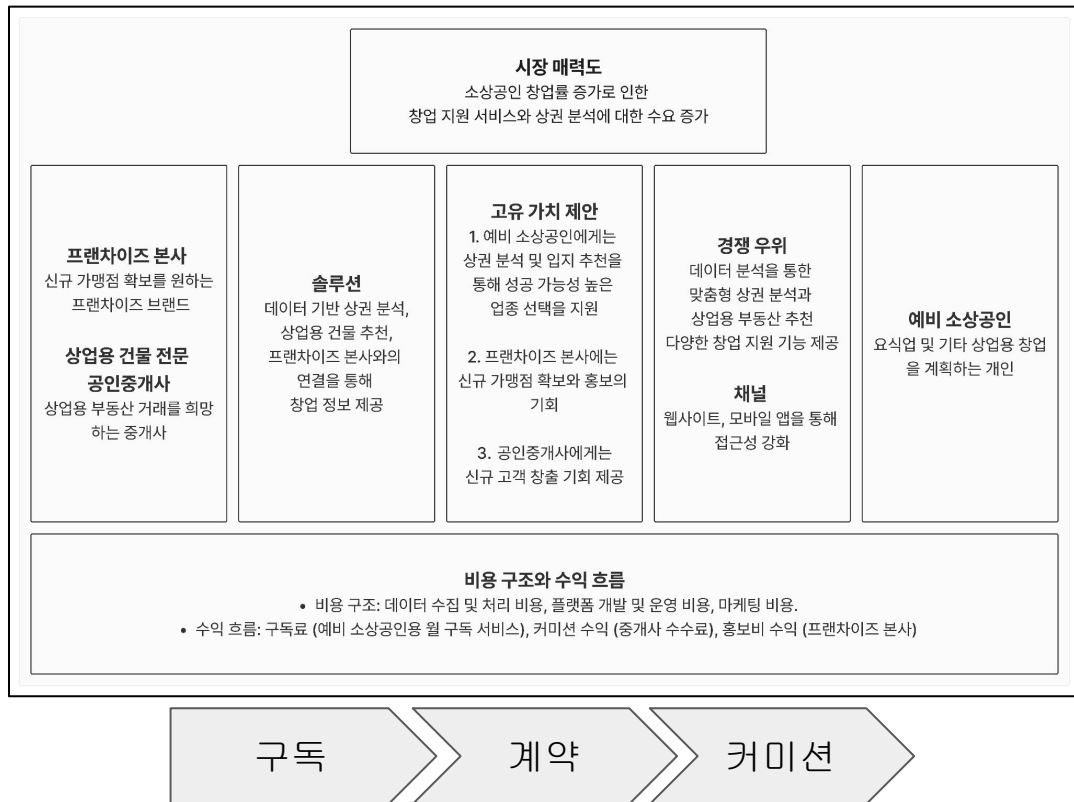 시장 매력도
소상공인 창업률 증가로 인한
창업 지원 서비스와 상권 분석에 대한 수요 증가
프랜차이즈 본사
신규 가맹점 확보를 원하는
프랜차이즈 브랜드
상업용 건물 전문
공인중개사
상업용 부동산 거래를 희망
하는 중개사
솔루션
데이터 기반 상권 분석,
상업용 건물 추천,
프랜차이즈 본사와의
연결을 통해
창업 정보 제공
고유 가치 제안
1. 예비 소상공인에게는
상권 분석 및 입지 추천을
통해 성공 가능성 높은
업종 선택을 지원
2. 프랜차이즈 본사에는
신규 가맹점 확보와 홍보의
기회
3. 공인중개사에게는
신규 고객 창출 기회 제공
경쟁 우위
데이터 분석을 통한
맞춤형 상권 분석과
상업용 부동산 추천
다양한 창업 지원 기능 제공
채널
웹사이트, 모바일 앱을 통해
접근성 강화
예비 소상공인
요식업 및 기타 상업용 창업
을 계획하는 개인
비용 구조와 수익 흐름
• 비용 구조: 데이터 수집 및 처리 비용, 플랫폼 개발 및 운영 비용, 마케팅 비용.
• 수익 흐름: 구독료 (예비 소상공인용 월 구독 서비스), 커미션 수익 (중개사 수수료), 홍보비 수익 (프랜차이즈 본사)
구독
계약
커미션